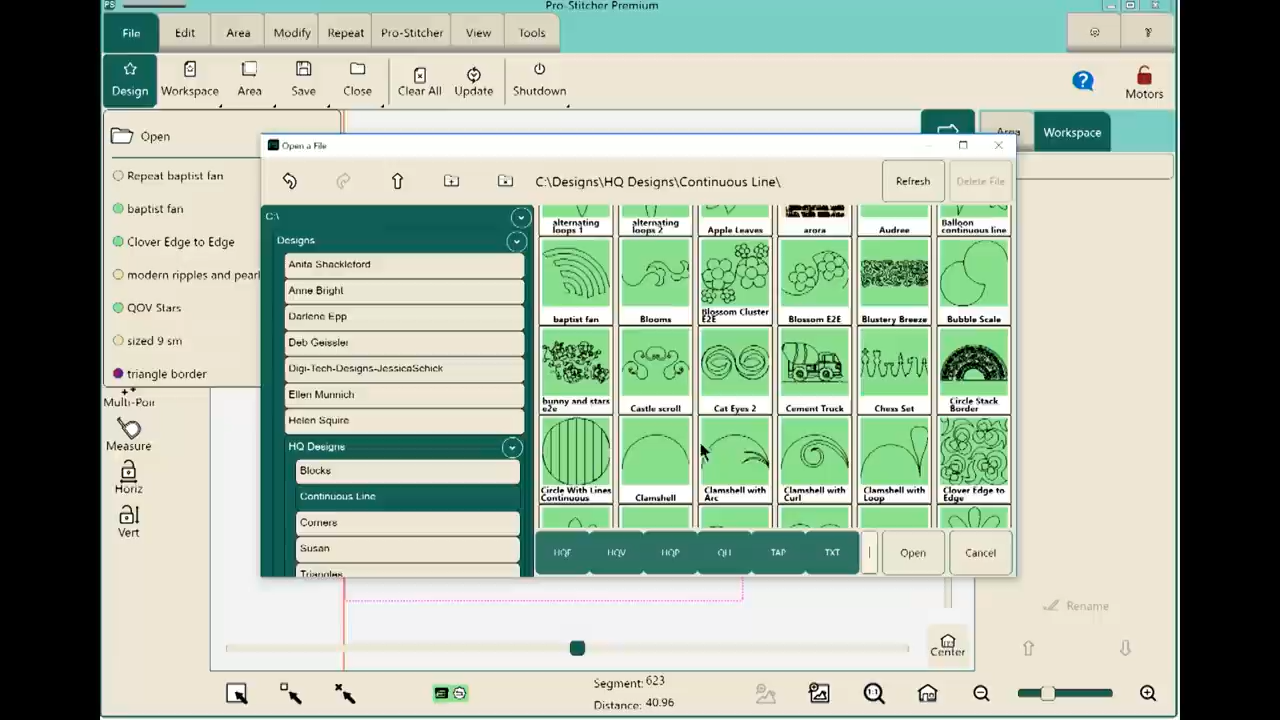 PS
Pro-Stitcher Premium
File
Edit
Area
Modify
Repeat
Pro-Stitcher
View
Tools
?
Design
Workspace
Area
Save
Close
Clear All
Update
Shutdown
?
Motors
Open
Repeat baptist fan
baptist fan
Clover Edge to Edge
modern ripples and pearl
QOV Stars
sized 9 sm
triangle border
Multi-Poir
Measure
Horiz
Vert
Area
Workspace
Open a File
C:\Designs\HQ Designs\Continuous Line\
Refresh
Delete File
C:\
Designs
Anita Shackleford
Anne Bright
Darlene Epp
Deb Geissler
Digi-Tech-Designs-JessicaSchick
Ellen Munnich
Helen Squire
HQ Designs
Blocks
Continuous Line
Corners
Susan
Triangles
alternating
loops 1
alternating
loops 2
Apple Leaves
arora
Audree
Balloon
continuous line
baptist fan
Blooms
Blossom Cluster
E2E
Blossom E2E
Blustery Breeze
Bubble Scale
bunny and stars
e2e
Castle scroll
Cat Eyes 2
Cement Truck
Chess Set
Circle Stack
Border
Circle With Lines
Continuous
Clamshell
Clamshell with
Arc
Clamshell with
Curl
Clamshell with
Loop
Clover Edge to
Edge
HQF
HQV
HQP
QLI
TAP
TXT
Open
Cancel
Rename
Center
Segment: 623
Distance: 40.96
1:1